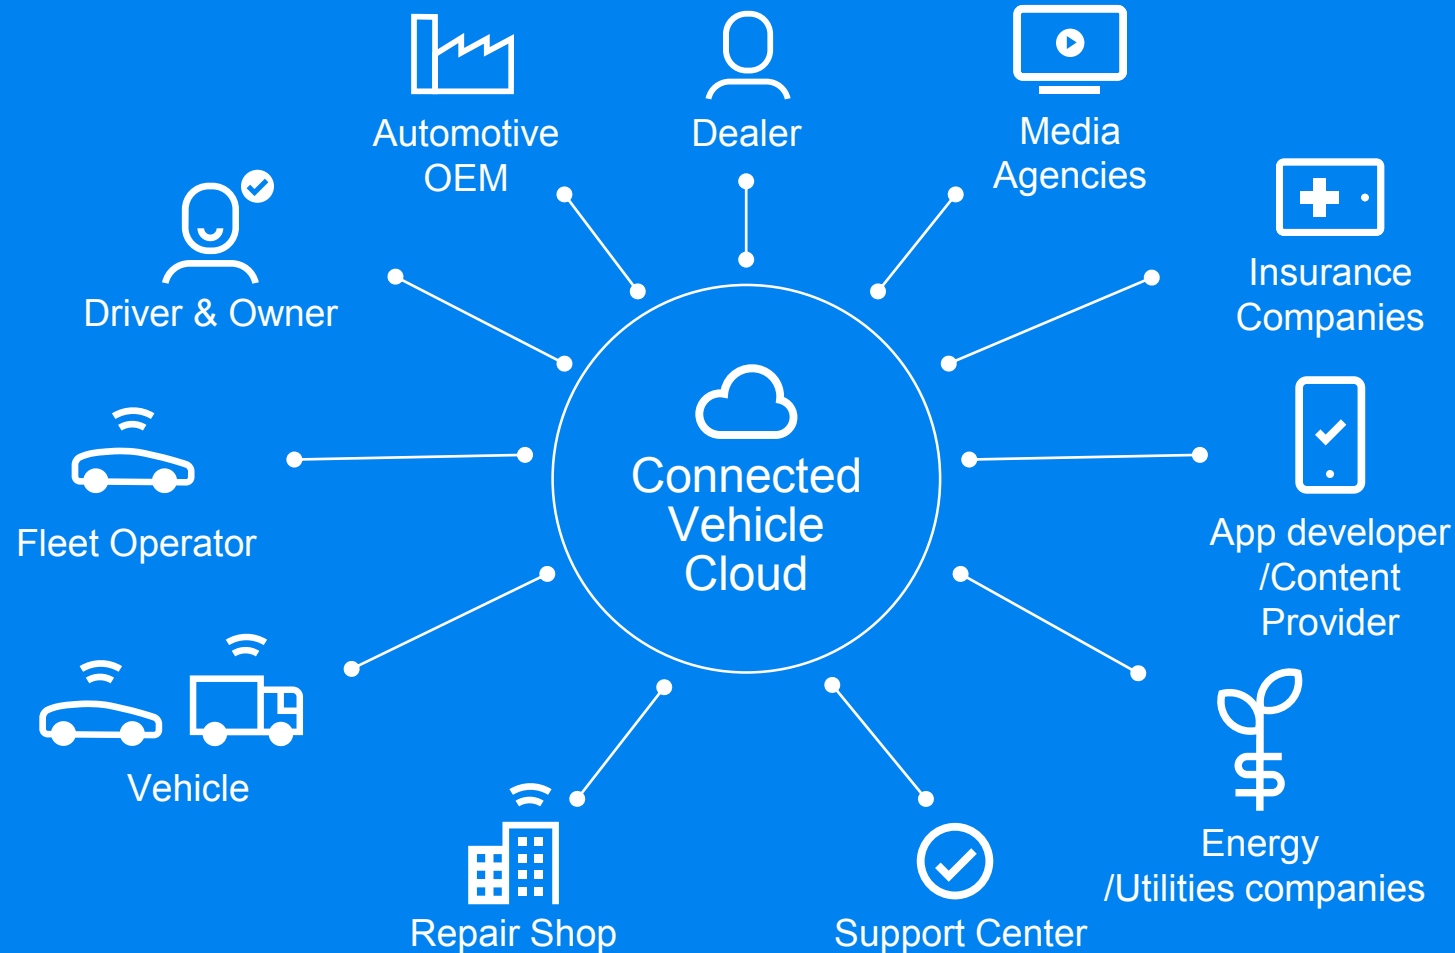 Automotive
OEM
Dealer
Media
Agencies
Insurance
Companies
Driver & Owner
Connected
Vehicle
Cloud
Fleet Operator
App developer
/Content
Provider
Vehicle
Energy
/Utilities companies
Repair Shop
Support Center